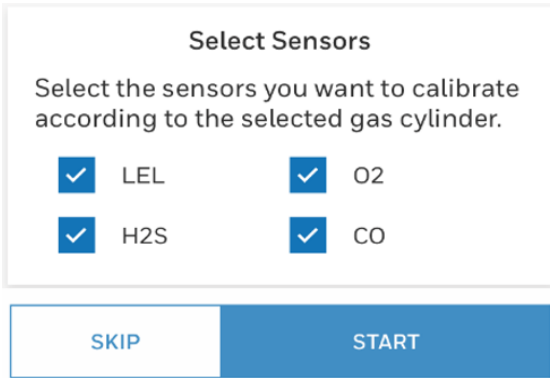 Select Sensors
Select the sensors you want to calibrate
according to the selected gas cylinder.
LEL O2
H2S CO
SKIP START